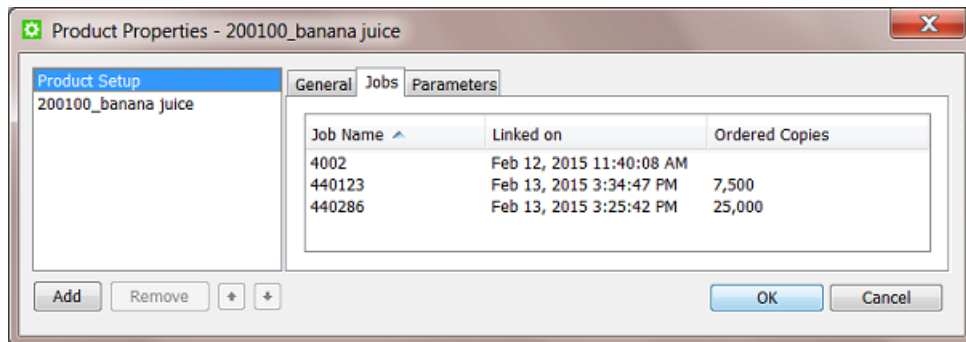 Product Properties - 200100_banana juice
X
Product Setup
200100_banana juice
General Jobs Parameters
Job Name Linked on Ordered Copies
4002 Feb 12, 2015 11:40:08 AM
440123 Feb 13, 2015 3:34:47 PM 7,500
440286 Feb 13, 2015 3:25:42 PM 25,000
Add Remove OK Cancel